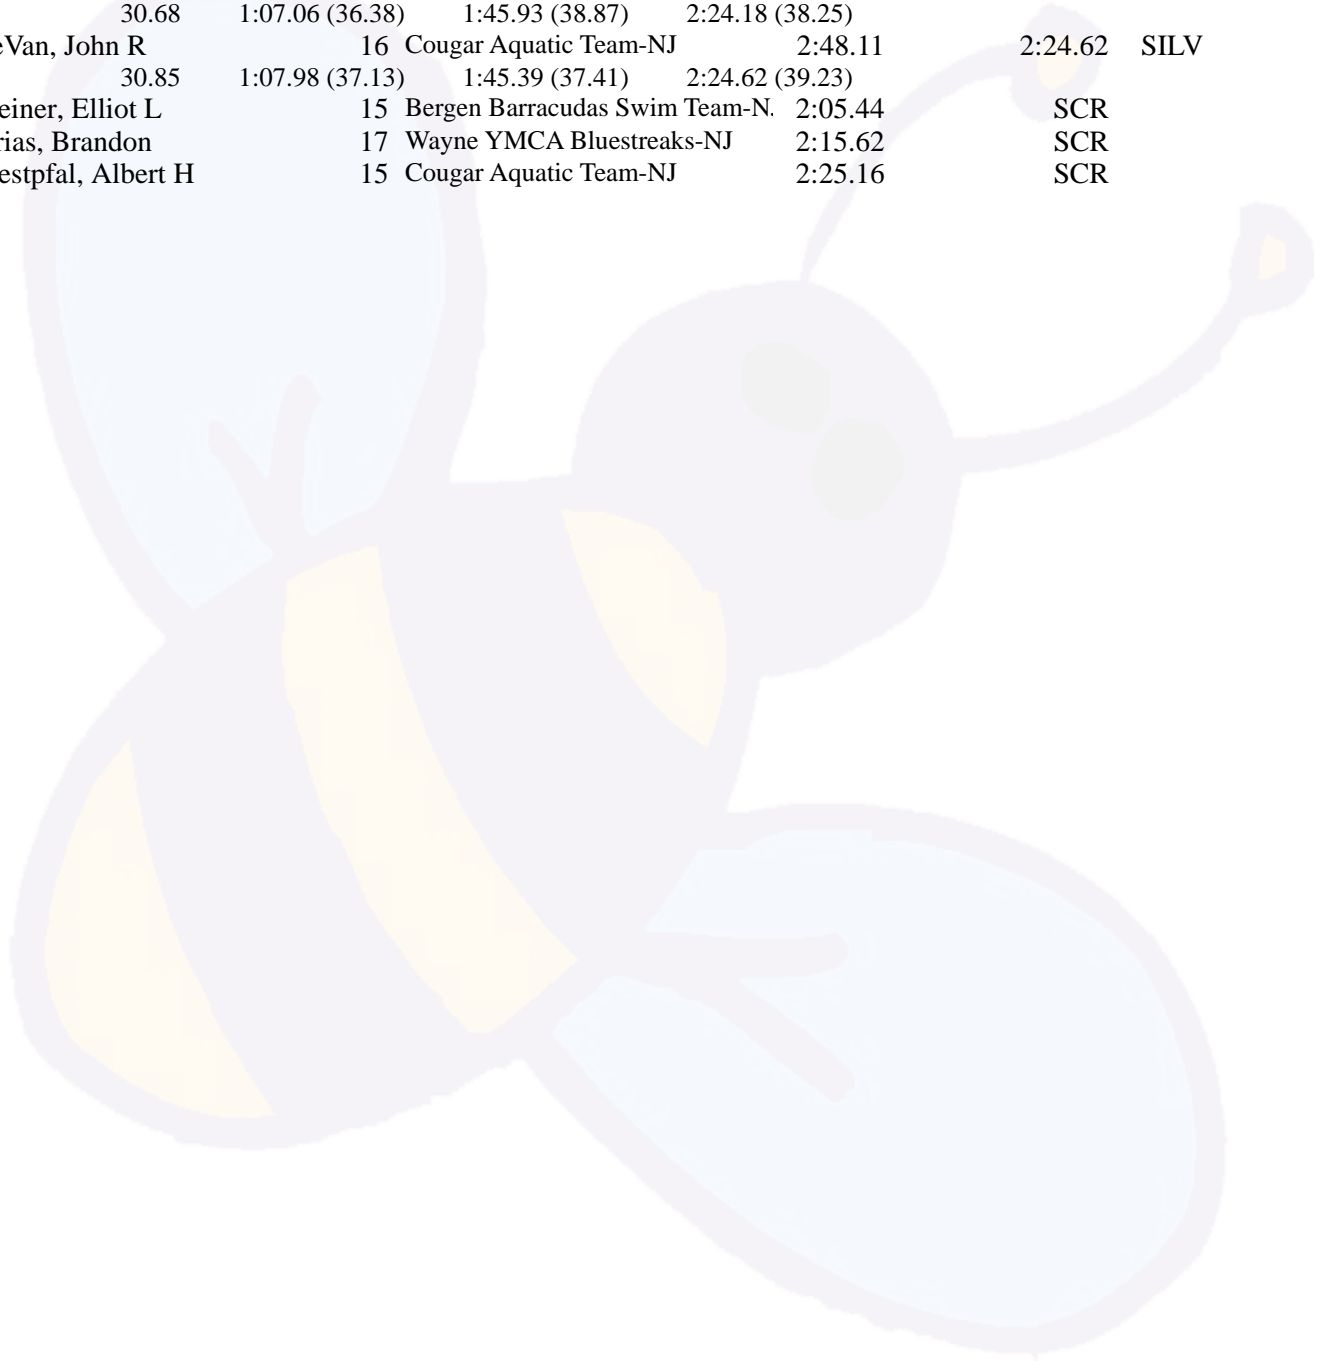 30.68 1:07.06 (36.38) 1:45.93 (38.87) 2:24.18 (38.25)
eVan, John R 16 Cougar Aquatic Team-NJ 2:48.11 2:24.62 SILV
30.85 1:07.98 (37.13) 1:45.39 (37.41) 2:24.62 (39.23)
einer, Elliot L 15 Bergen Barracudas Swim Team-N. 2:05.44 SCR
rias, Brandon 17 Wayne YMCA Bluestreaks-NJ 2:15.62 SCR
estpfal, Albert H 15 Cougar Aquatic Team-NJ 2:25.16 SCR